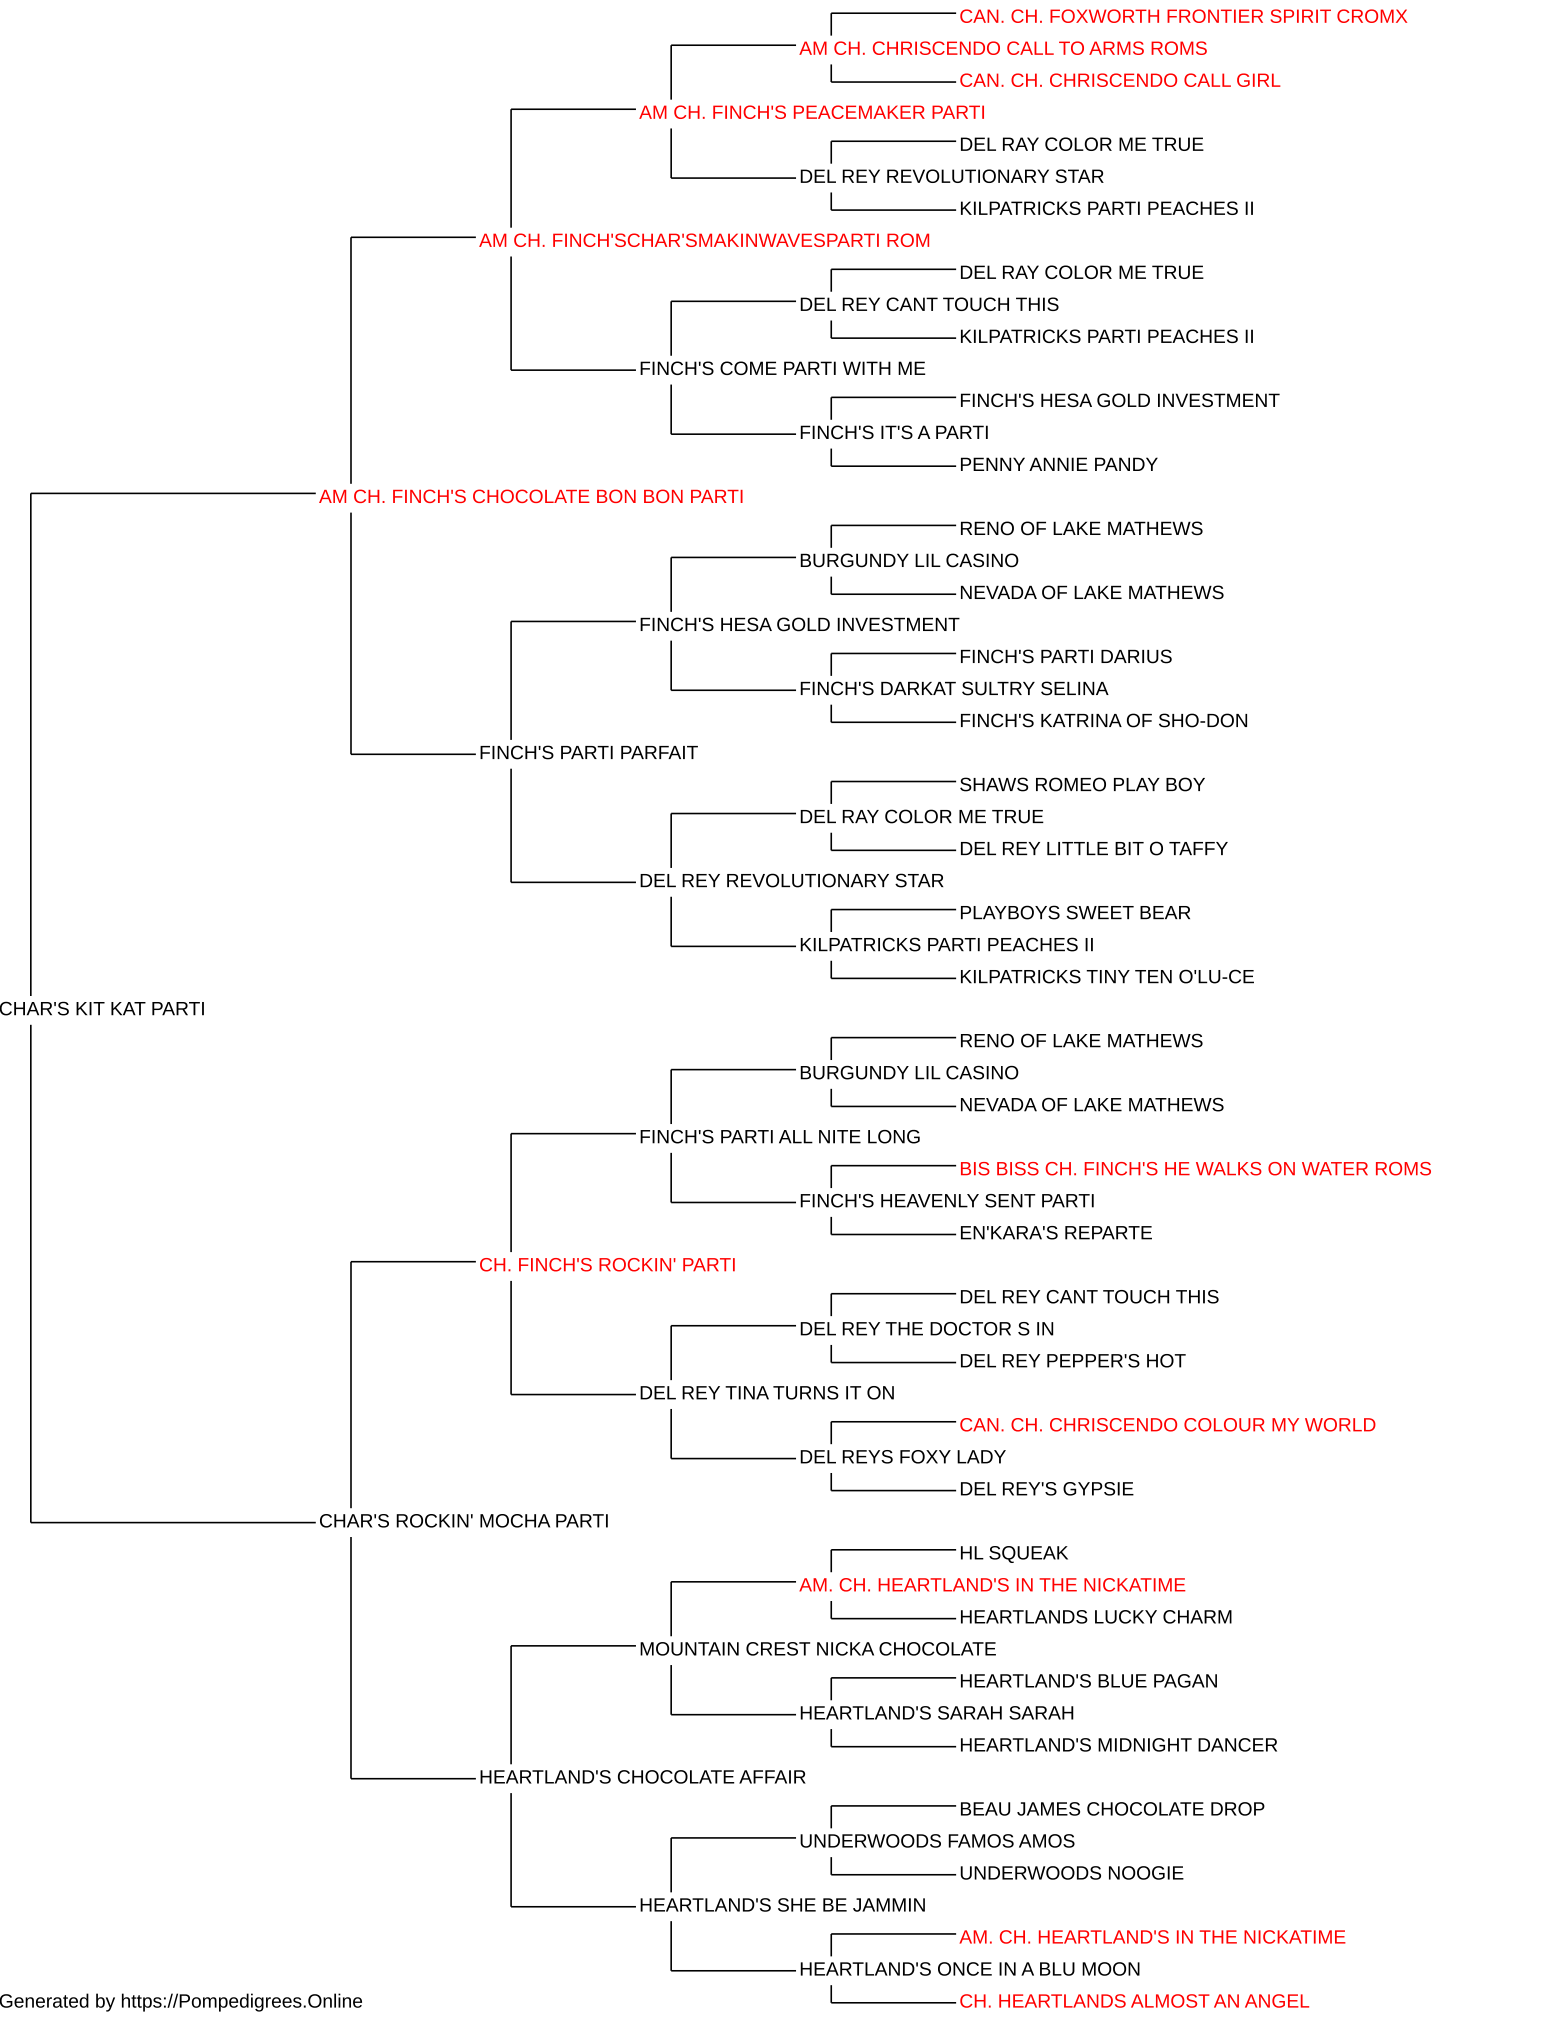 CAN. CH. FOXWORTH FRONTIER SPIRIT CROMX
AM CH. CHRISCENDO CALL TO ARMS ROMS
CAN. CH. CHRISCENDO CALL GIRL
AM CH. FINCH'S PEACEMAKER PARTI
DEL RAY COLOR ME TRUE
DEL REY REVOLUTIONARY STAR
KILPATRICKS PARTI PEACHES II
AM CH. FINCH'SCHAR'SMAKINWAVESPARTI ROM
DEL RAY COLOR ME TRUE
DEL REY CANT TOUCH THIS
KILPATRICKS PARTI PEACHES II
FINCH'S COME PARTI WITH ME
FINCH'S HESA GOLD INVESTMENT
FINCH'S IT'S A PARTI
PENNY ANNIE PANDY
AM CH. FINCH'S CHOCOLATE BON BON PARTI
RENO OF LAKE MATHEWS
BURGUNDY LIL CASINO
NEVADA OF LAKE MATHEWS
FINCH'S HESA GOLD INVESTMENT
FINCH'S PARTI DARIUS
FINCH'S DARKAT SULTRY SELINA
FINCH'S KATRINA OF SHO-DON
FINCH'S PARTI PARFAIT
SHAWS ROMEO PLAY BOY
DEL RAY COLOR ME TRUE
DEL REY LITTLE BIT O TAFFY
DEL REY REVOLUTIONARY STAR
PLAYBOYS SWEET BEAR
KILPATRICKS PARTI PEACHES II
KILPATRICKS TINY TEN O'LU-CE
CHAR'S KIT KAT PARTI
RENO OF LAKE MATHEWS
BURGUNDY LIL CASINO
NEVADA OF LAKE MATHEWS
FINCH'S PARTI ALL NITE LONG
BIS BISS CH. FINCH'S HE WALKS ON WATER ROMS
FINCH'S HEAVENLY SENT PARTI
EN'KARA'S REPARTE
CH. FINCH'S ROCKIN' PARTI
DEL REY CANT TOUCH THIS
DEL REY THE DOCTOR S IN
DEL REY PEPPER'S HOT
DEL REY TINA TURNS IT ON
CAN. CH. CHRISCENDO COLOUR MY WORLD
DEL REYS FOXY LADY
DEL REY'S GYPSIE
CHAR'S ROCKIN' MOCHA PARTI
HL SQUEAK
AM. CH. HEARTLAND'S IN THE NICKATIME
HEARTLANDS LUCKY CHARM
MOUNTAIN CREST NICKA CHOCOLATE
HEARTLAND'S BLUE PAGAN
HEARTLAND'S SARAH SARAH
HEARTLAND'S MIDNIGHT DANCER
HEARTLAND'S CHOCOLATE AFFAIR
BEAU JAMES CHOCOLATE DROP
UNDERWOODS FAMOS AMOS
UNDERWOODS NOOGIE
HEARTLAND'S SHE BE JAMMIN
AM. CH. HEARTLAND'S IN THE NICKATIME
HEARTLAND'S ONCE IN A BLU MOON
CH. HEARTLANDS ALMOST AN ANGEL
Generated by https://Pompedigrees.Online